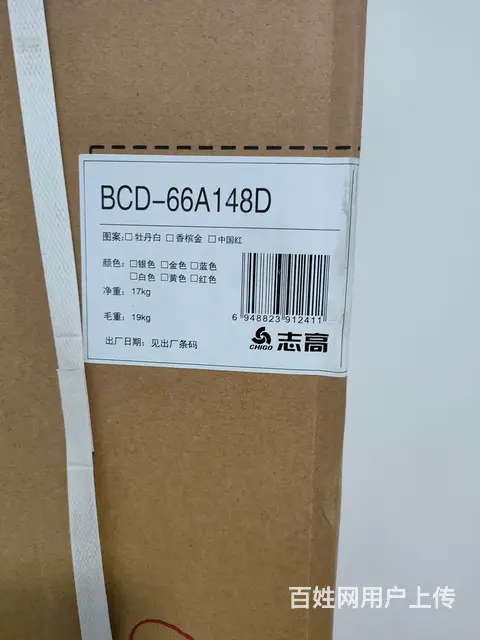 BCD-66A148D
图案：□牡丹白 □香槟金 □中国红
颜色：□银色 □金色 □蓝色
□白色 □黄色 □红色
净重：17kg
毛重：19kg
6 948823 912411
出厂日期：见出厂条码
CHIGO 志高
百姓网用户上传